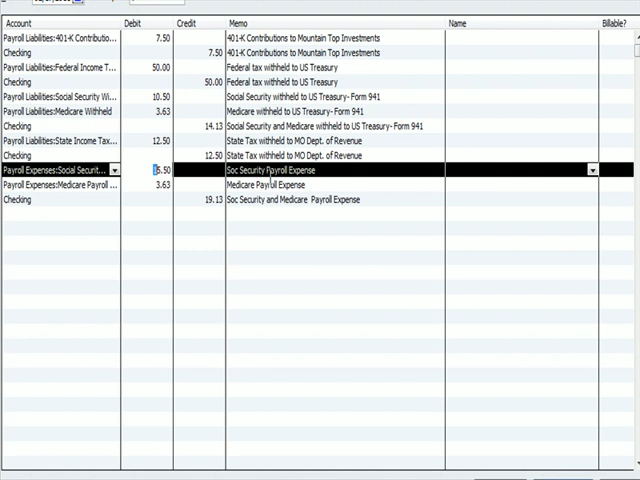 Account Debit Credit Memo Name Billable?
Payroll Liabilities:401-K Contributio... 7.50 401-K Contributions to Mountain Top Investments
Checking 7.50 401-K Contributions to Mountain Top Investments
Payroll Liabilities:Federal Income T... 50.00 Federal tax withheld to US Treasury
Checking 50.00 Federal tax withheld to US Treasury
Payroll Liabilities:Social Security Wi... 10.50 Social Security withheld to US Treasury- Form 941
Payroll Liabilities:Medicare Withheld 3.63 Medicare withheld to US Treasury- Form 941
Checking 14.13 Social Security and Medicare withheld to US Treasury- Form 941
Payroll Liabilities:State Income Tax... 12.50 State Tax withheld to MO Dept. of Revenue
Checking 12.50 State Tax withheld to MO Dept. of Revenue
Payroll Expenses:Social Securit... 15.50 Soc Security Payroll Expense
Payroll Expenses:Medicare Payroll ... 3.63 Medicare Payroll Expense
Checking 19.13 Soc Security and Medicare Payroll Expense